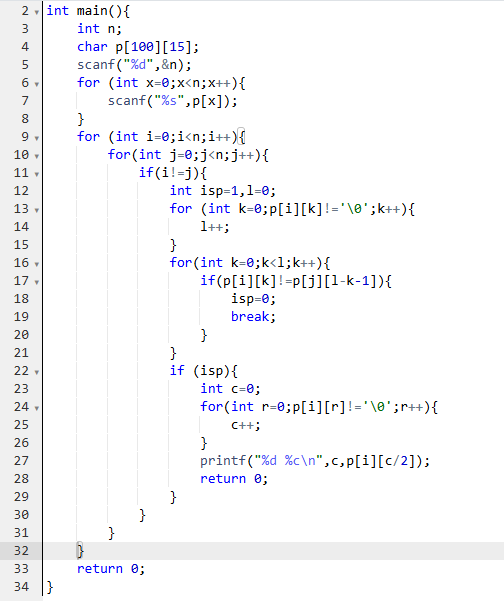 2 int main(){
3     int n;
4     char p[100][15];
5     scanf("%d",&n);
6     for (int x=0;x<n;x++){
7         scanf("%s",p[x]);
8     }
9     for (int i=0;i<n;i++){
10         for(int j=0;j<n;j++){
11             if(i!=j){
12                 int isp=1,l=0;
13                 for (int k=0;p[i][k]!='\0';k++){
14                     l++;
15                 }
16                 for(int k=0;k<l;k++){
17                     if(p[i][k]!=p[j][l-k-1]){
18                         isp=0;
19                         break;
20                     }
21                 }
22                 if (isp){
23                     int c=0;
24                     for(int r=0;p[i][r]!='\0';r++){
25                         c++;
26                     }
27                     printf("%d %c\n",c,p[i][c/2]);
28                     return 0;
29                 }
30             }
31         }
32     }
33     return 0;
34 }